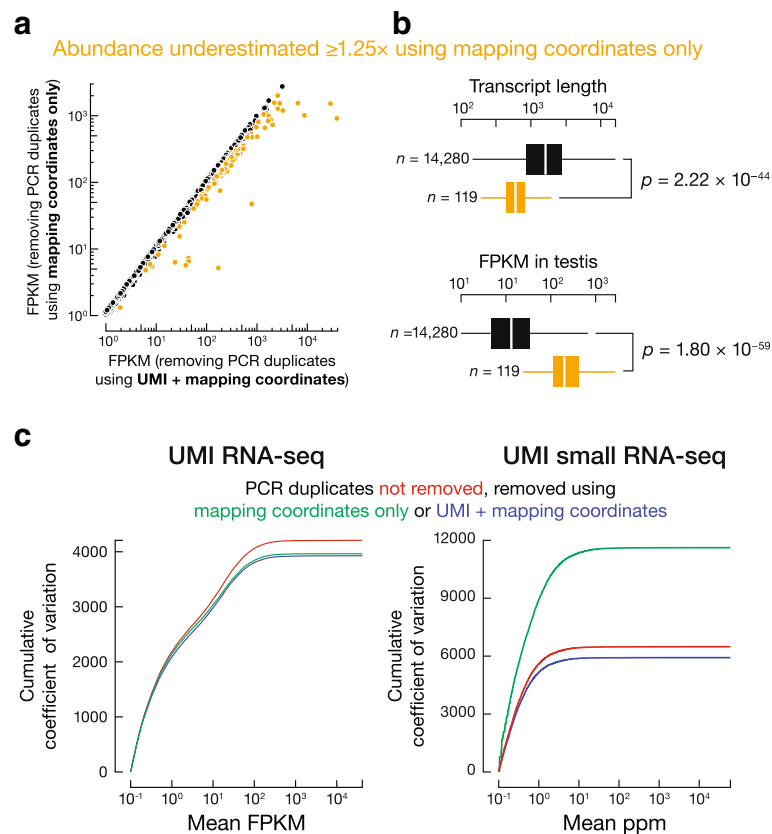 a
b
Abundance underestimated ≥1.25× using mapping coordinates only
FPKM (removing PCR duplicates
using mapping coordinates only)
10³
10²
10¹
10⁰
10⁰ 10¹ 10² 10³ 10⁴
FPKM (removing PCR duplicates
using UMI + mapping coordinates)
Transcript length
10² 10³ 10⁴
n = 14,280
n = 119
p = 2.22 × 10⁻⁴⁴
FPKM in testis
10¹ 10¹ 10² 10³
n =14,280
n = 119
p = 1.80 × 10⁻⁵⁹
c
UMI RNA-seq
UMI small RNA-seq
PCR duplicates not removed, removed using
mapping coordinates only or UMI + mapping coordinates
Cumulative
coefficient of variation
4000
3000
2000
1000
0
10⁻¹ 10⁰ 10¹ 10² 10³ 10⁴
Mean FPKM
Cumulative
coefficient of variation
12000
9000
6000
3000
0
10⁻¹ 10⁰ 10¹ 10² 10³ 10⁴
Mean ppm